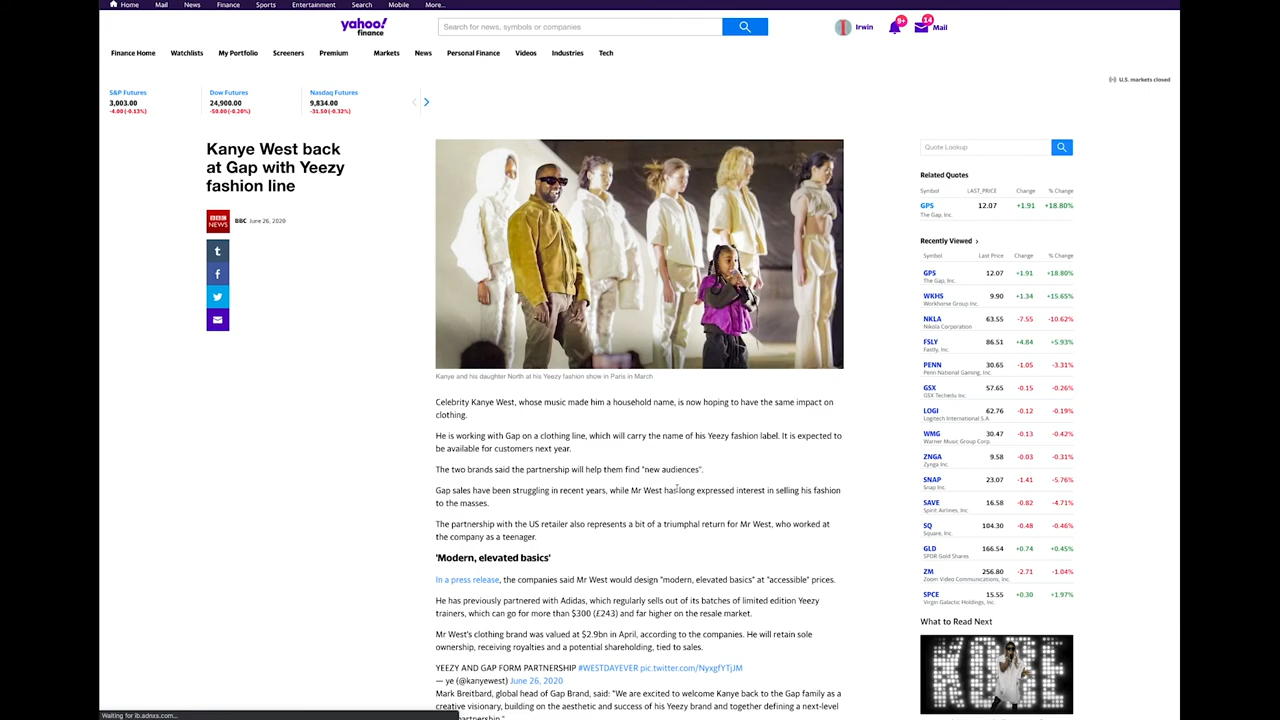 Home Mail News Finance Sports Entertainment Search Mobile More...
yahoo!
finance
Search for news, symbols or companies
Irwin
9+
14
Mail
Finance Home Watchlists My Portfolio Screeners Premium Markets News Personal Finance Videos Industries Tech
U.S. markets closed
S&P Futures
3,003.00
-4.00 (-0.13%)
Dow Futures
24,900.00
-50.00 (-0.20%)
Nasdaq Futures
9,834.00
-31.50 (-0.32%)
Kanye West back
at Gap with Yeezy
fashion line
BBC
NEWS
BBC June 26, 2020
Kanye and his daughter North at his Yeezy fashion show in Paris in March
Celebrity Kanye West, whose music made him a household name, is now hoping to have the same impact on
clothing.
He is working with Gap on a clothing line, which will carry the name of his Yeezy fashion label. It is expected to
be available for customers next year.
The two brands said the partnership will help them find "new audiences".
Gap sales have been struggling in recent years, while Mr West has long expressed interest in selling his fashion
to the masses.
The partnership with the US retailer also represents a bit of a triumphal return for Mr West, who worked at
the company as a teenager.
'Modern, elevated basics'
In a press release, the companies said Mr West would design "modern, elevated basics" at "accessible" prices.
He has previously partnered with Adidas, which regularly sells out of its batches of limited edition Yeezy
trainers, which can go for more than $300 (£243) and far higher on the resale market.
Mr West's clothing brand was valued at $2.9bn in April, according to the companies. He will retain sole
ownership, receiving royalties and a potential shareholding, tied to sales.
YEEZY AND GAP FORM PARTNERSHIP #WESTDAYEVER pic.twitter.com/NyxgfYTjJM
— ye (@kanyewest) June 26, 2020
Mark Breitbard, global head of Gap Brand, said: "We are excited to welcome Kanye back to the Gap family as a
creative visionary, building on the aesthetic and success of his Yeezy brand and together defining a next-level
partnership."
Quote Lookup
Related Quotes
Symbol LAST_PRICE Change % Change
GPS 12.07 +1.91 +18.80%
The Gap, Inc.
Recently Viewed
Symbol Last Price Change % Change
GPS 12.07 +1.91 +18.80%
The Gap, Inc.
WKHS 9.90 +1.34 +15.65%
Workhorse Group Inc.
NKLA 63.55 -7.55 -10.62%
Nikola Corporation
FSLY 86.51 +4.84 +5.93%
Fastly, Inc.
PENN 30.65 -1.05 -3.31%
Penn National Gaming, Inc.
GSX 57.65 -0.15 -0.26%
GSX Techedu Inc.
LOGI 62.76 -0.12 -0.19%
Logitech International S.A.
WMG 30.47 -0.13 -0.42%
Warner Music Group Corp.
ZNGA 9.58 -0.03 -0.31%
Zynga Inc.
SNAP 23.07 -1.41 -5.76%
Snap Inc.
SAVE 16.58 -0.82 -4.71%
Spirit Airlines, Inc.
SQ 104.30 -0.48 -0.46%
Square, Inc.
GLD 166.54 +0.74 +0.45%
SPDR Gold Shares
ZM 256.80 -2.71 -1.04%
Zoom Video Communications, Inc.
SPCE 15.55 +0.30 +1.97%
Virgin Galactic Holdings, Inc.
What to Read Next
Waiting for ib.adnxs.com...